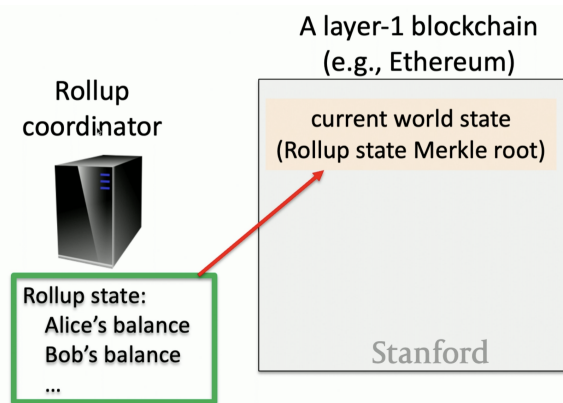 A layer-1 blockchain
(e.g., Ethereum)
Rollup
coordinator
current world state
(Rollup state Merkle root)
Rollup state:
Alice's balance
Bob's balance
...
Stanford